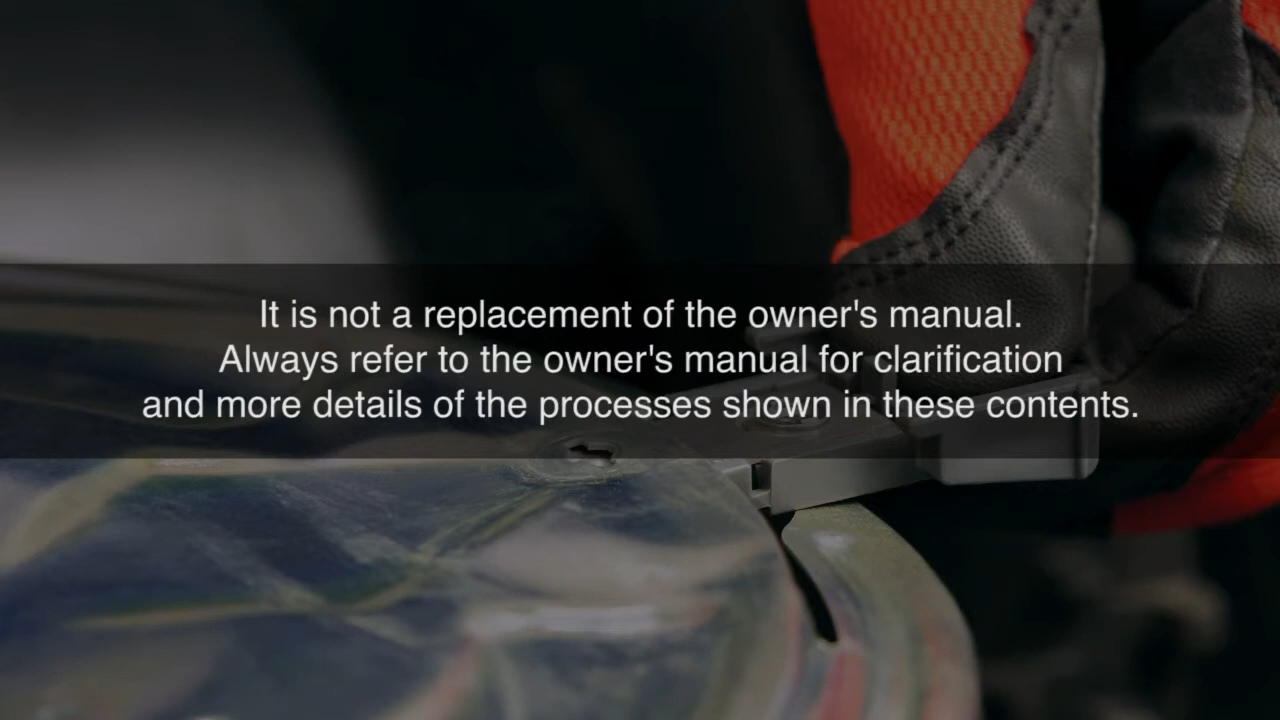 It is not a replacement of the owner's manual.
Always refer to the owner's manual for clarification
and more details of the processes shown in these contents.